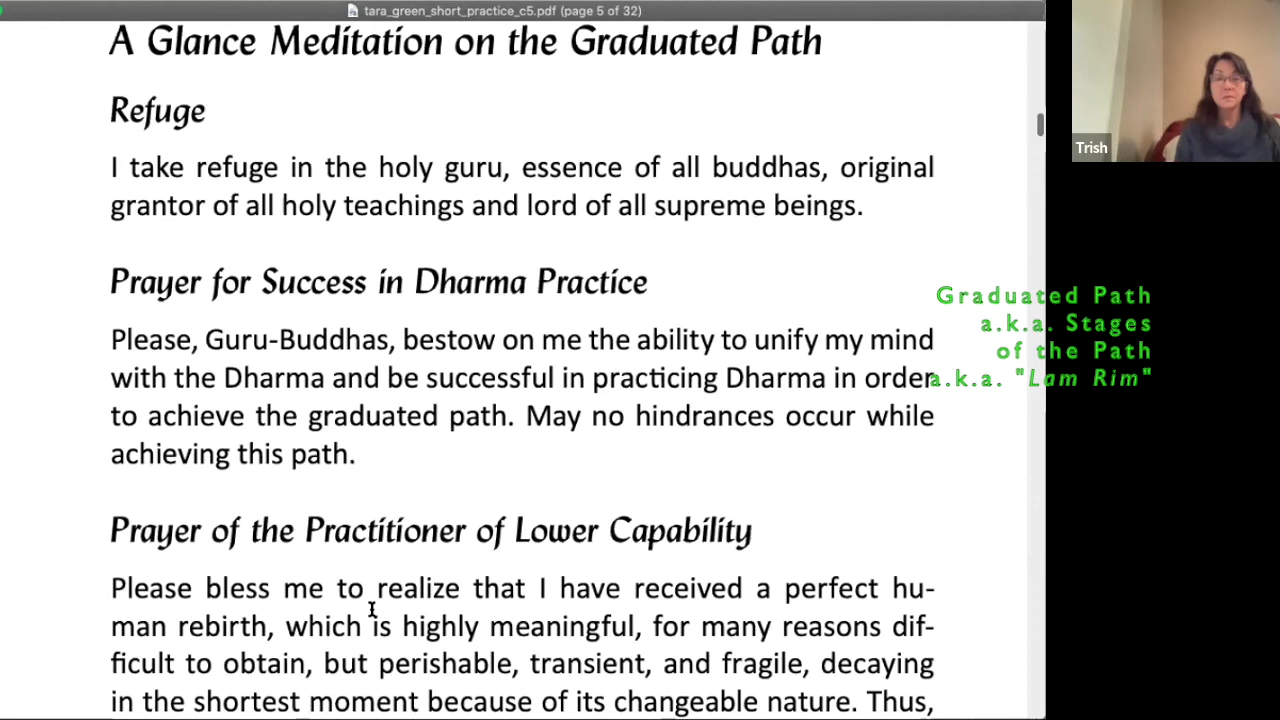 tara_green_short_practice_c5.pdf (page 5 of 32)
A Glance Meditation on the Graduated Path
Refuge
I take refuge in the holy guru, essence of all buddhas, original
grantor of all holy teachings and lord of all supreme beings.
Prayer for Success in Dharma Practice
Please, Guru-Buddhas, bestow on me the ability to unify my mind
with the Dharma and be successful in practicing Dharma in order
to achieve the graduated path. May no hindrances occur while
achieving this path.
Prayer of the Practitioner of Lower Capability
Please bless me to realize that I have received a perfect hu-
man rebirth, which is highly meaningful, for many reasons dif-
ficult to obtain, but perishable, transient, and fragile, decaying
in the shortest moment because of its changeable nature. Thus,
Trish
Graduated Path
a.k.a. Stages
of the Path
a.k.a. "Lam Rim"